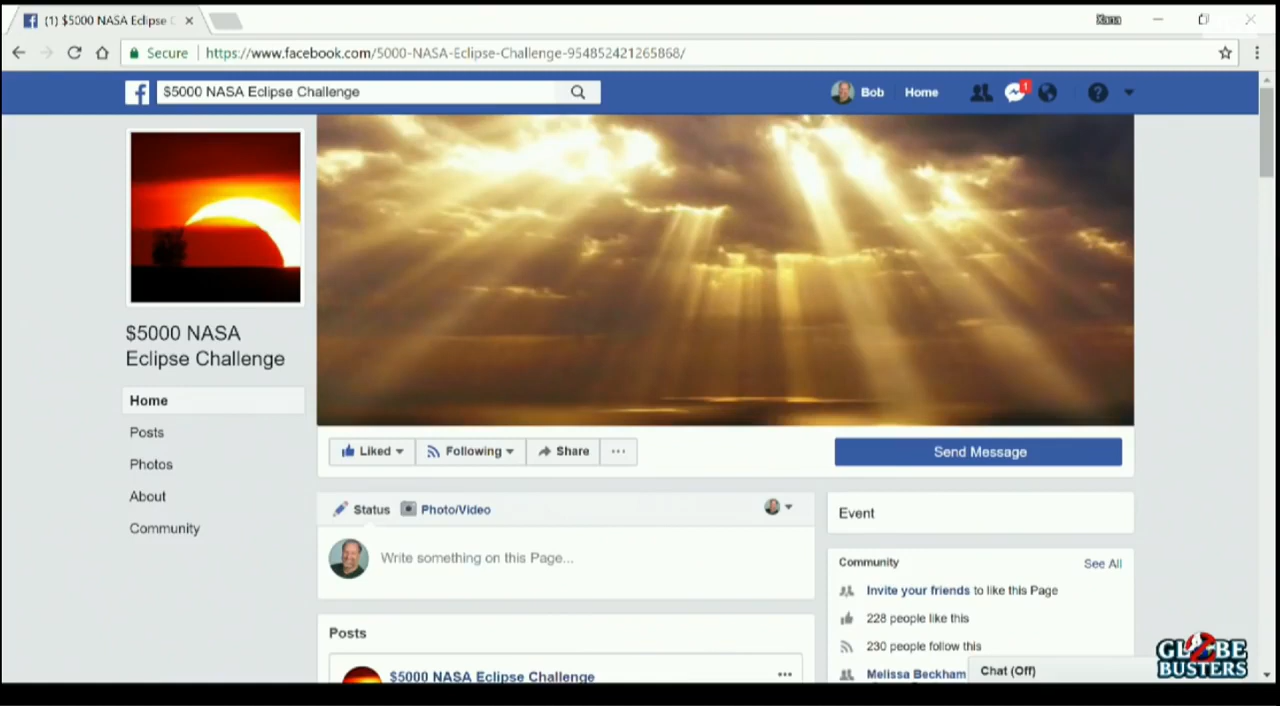 (1) $5000 NASA Eclipse C
Secure
https://www.facebook.com/5000-NASA-Eclipse-Challenge-954852421265868/
$5000 NASA Eclipse Challenge
Bob
Home
1
$5000 NASA
Eclipse Challenge
Home
Posts
Photos
About
Community
Liked
Following
Share
Send Message
Status
Photo/Video
Write something on this Page...
Posts
$5000 NASA Eclipse Challenge
Event
Community
See All
Invite your friends to like this Page
228 people like this
230 people follow this
Melissa Beckham
Chat (Off)
GLOBE
BUSTERS